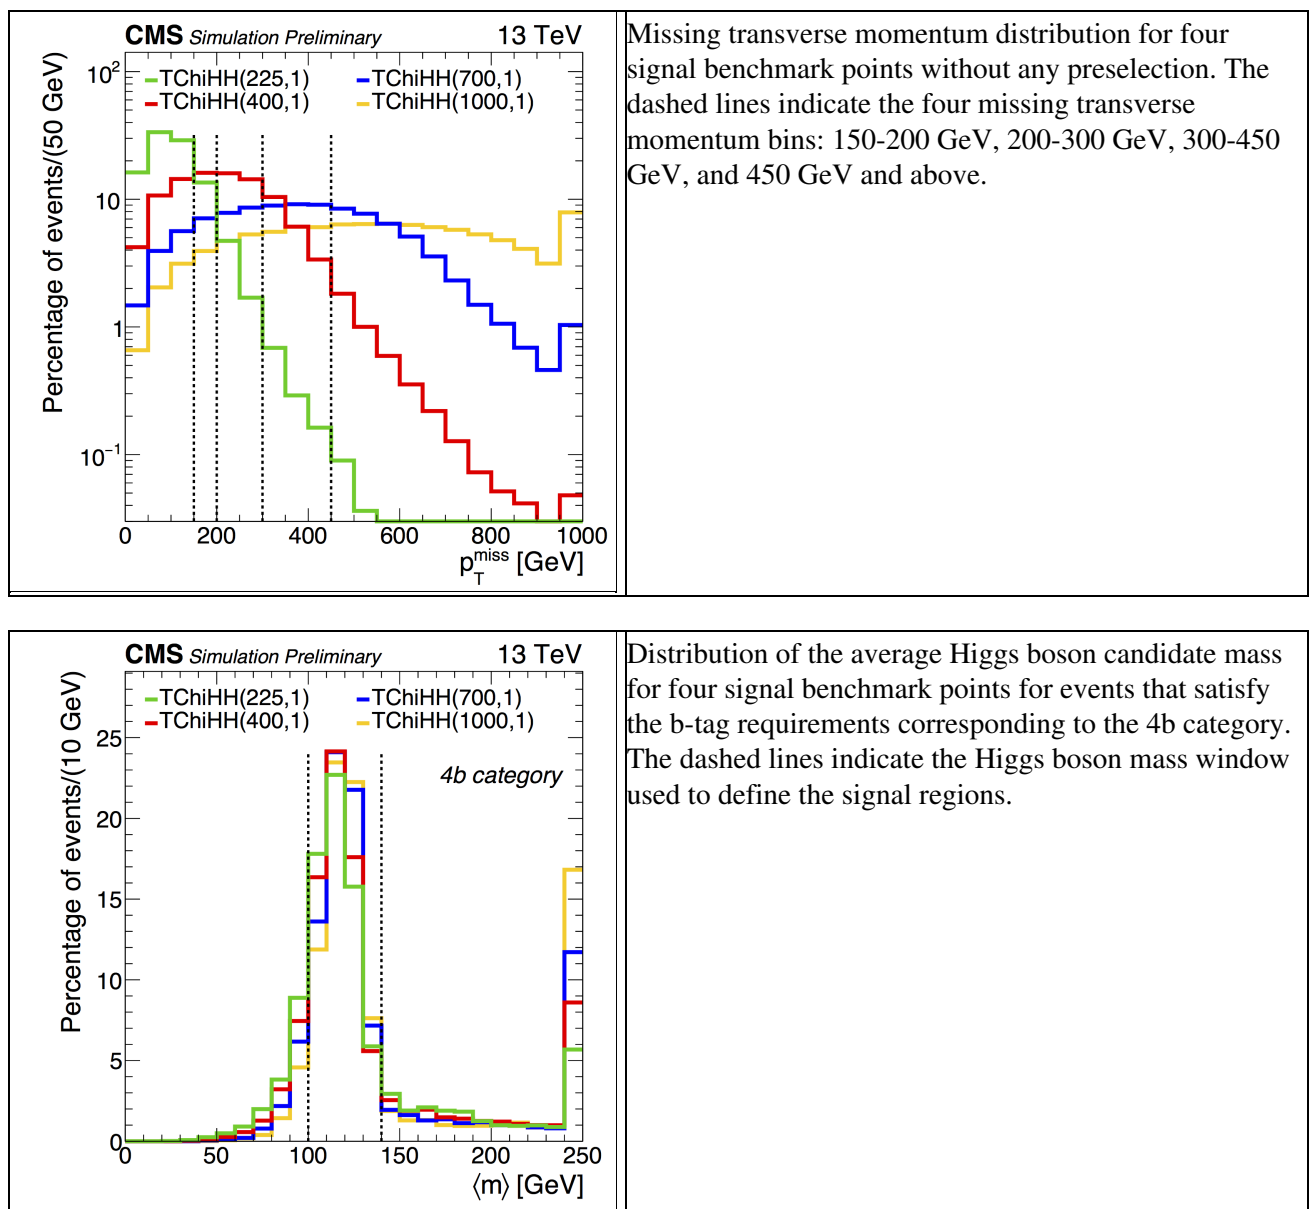 CMS Simulation Preliminary 13 TeV
TChiHH(225,1) TChiHH(700,1)
TChiHH(400,1) TChiHH(1000,1)
Percentage of events/(50 GeV)
10²
10
1
10⁻¹
0 200 400 600 800 1000
p_T^miss [GeV]
Missing transverse momentum distribution for four
signal benchmark points without any preselection. The
dashed lines indicate the four missing transverse
momentum bins: 150-200 GeV, 200-300 GeV, 300-450
GeV, and 450 GeV and above.
CMS Simulation Preliminary 13 TeV
TChiHH(225,1) TChiHH(700,1)
TChiHH(400,1) TChiHH(1000,1)
4b category
Percentage of events/(10 GeV)
25
20
15
10
5
0
0 50 100 150 200 250
⟨m⟩ [GeV]
Distribution of the average Higgs boson candidate mass
for four signal benchmark points for events that satisfy
the b-tag requirements corresponding to the 4b category.
The dashed lines indicate the Higgs boson mass window
used to define the signal regions.